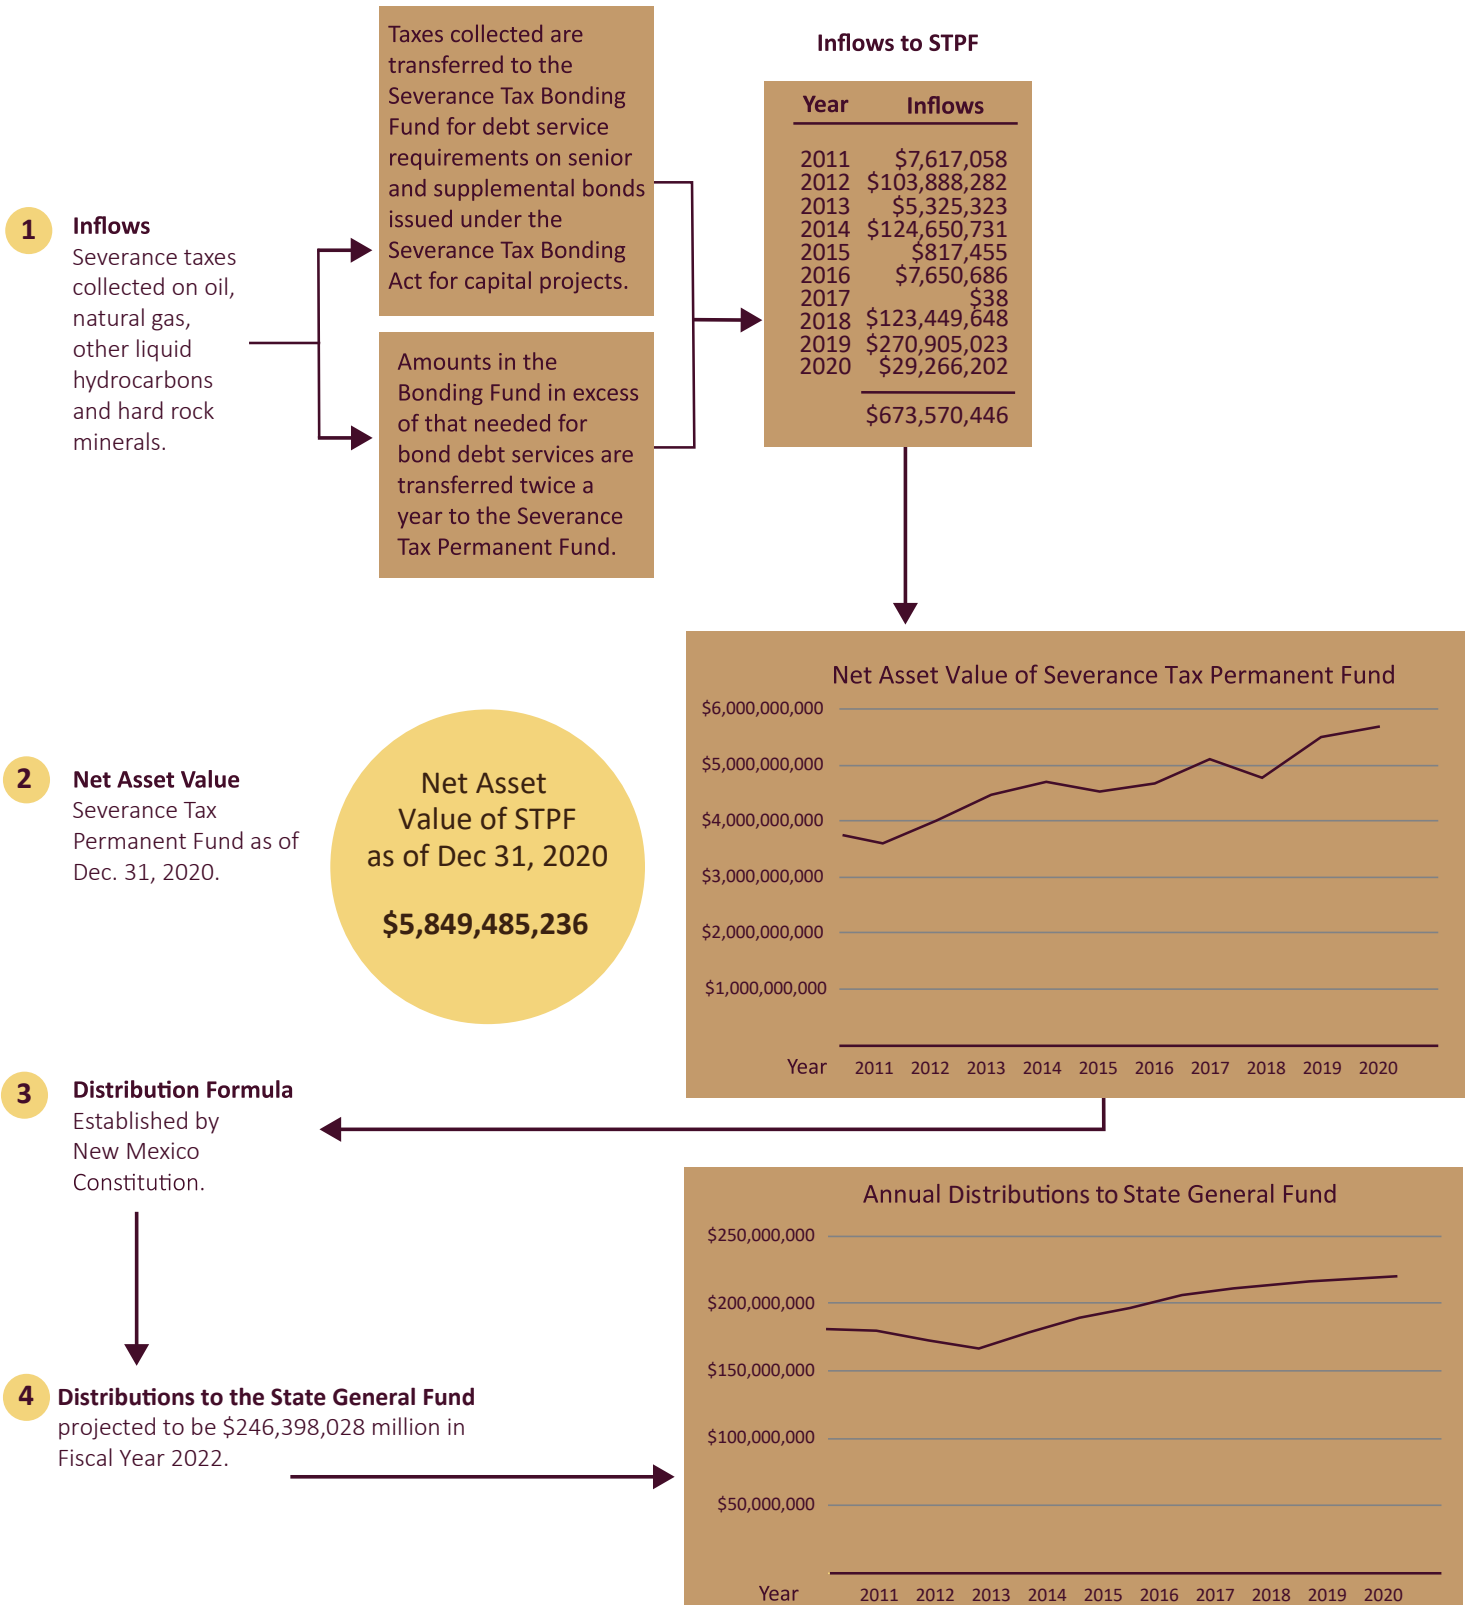 1
Inflows
Severance taxes
collected on oil,
natural gas,
other liquid
hydrocarbons
and hard rock
minerals.
Taxes collected are
transferred to the
Severance Tax Bonding
Fund for debt service
requirements on senior
and supplemental bonds
issued under the
Severance Tax Bonding
Act for capital projects.
Amounts in the
Bonding Fund in excess
of that needed for
bond debt services are
transferred twice a
year to the Severance
Tax Permanent Fund.
Inflows to STPF
Year Inflows
2011 $7,617,058
2012 $103,888,282
2013 $5,325,323
2014 $124,650,731
2015 $817,455
2016 $7,650,686
2017 $38
2018 $123,449,648
2019 $270,905,023
2020 $29,266,202
$673,570,446
2
Net Asset Value
Severance Tax
Permanent Fund as of
Dec. 31, 2020.
Net Asset
Value of STPF
as of Dec 31, 2020
$5,849,485,236
Net Asset Value of Severance Tax Permanent Fund
$6,000,000,000
$5,000,000,000
$4,000,000,000
$3,000,000,000
$2,000,000,000
$1,000,000,000
Year 2011 2012 2013 2014 2015 2016 2017 2018 2019 2020
3
Distribution Formula
Established by
New Mexico
Constitution.
4
Distributions to the State General Fund
projected to be $246,398,028 million in
Fiscal Year 2022.
Annual Distributions to State General Fund
$250,000,000
$200,000,000
$150,000,000
$100,000,000
$50,000,000
Year 2011 2012 2013 2014 2015 2016 2017 2018 2019 2020